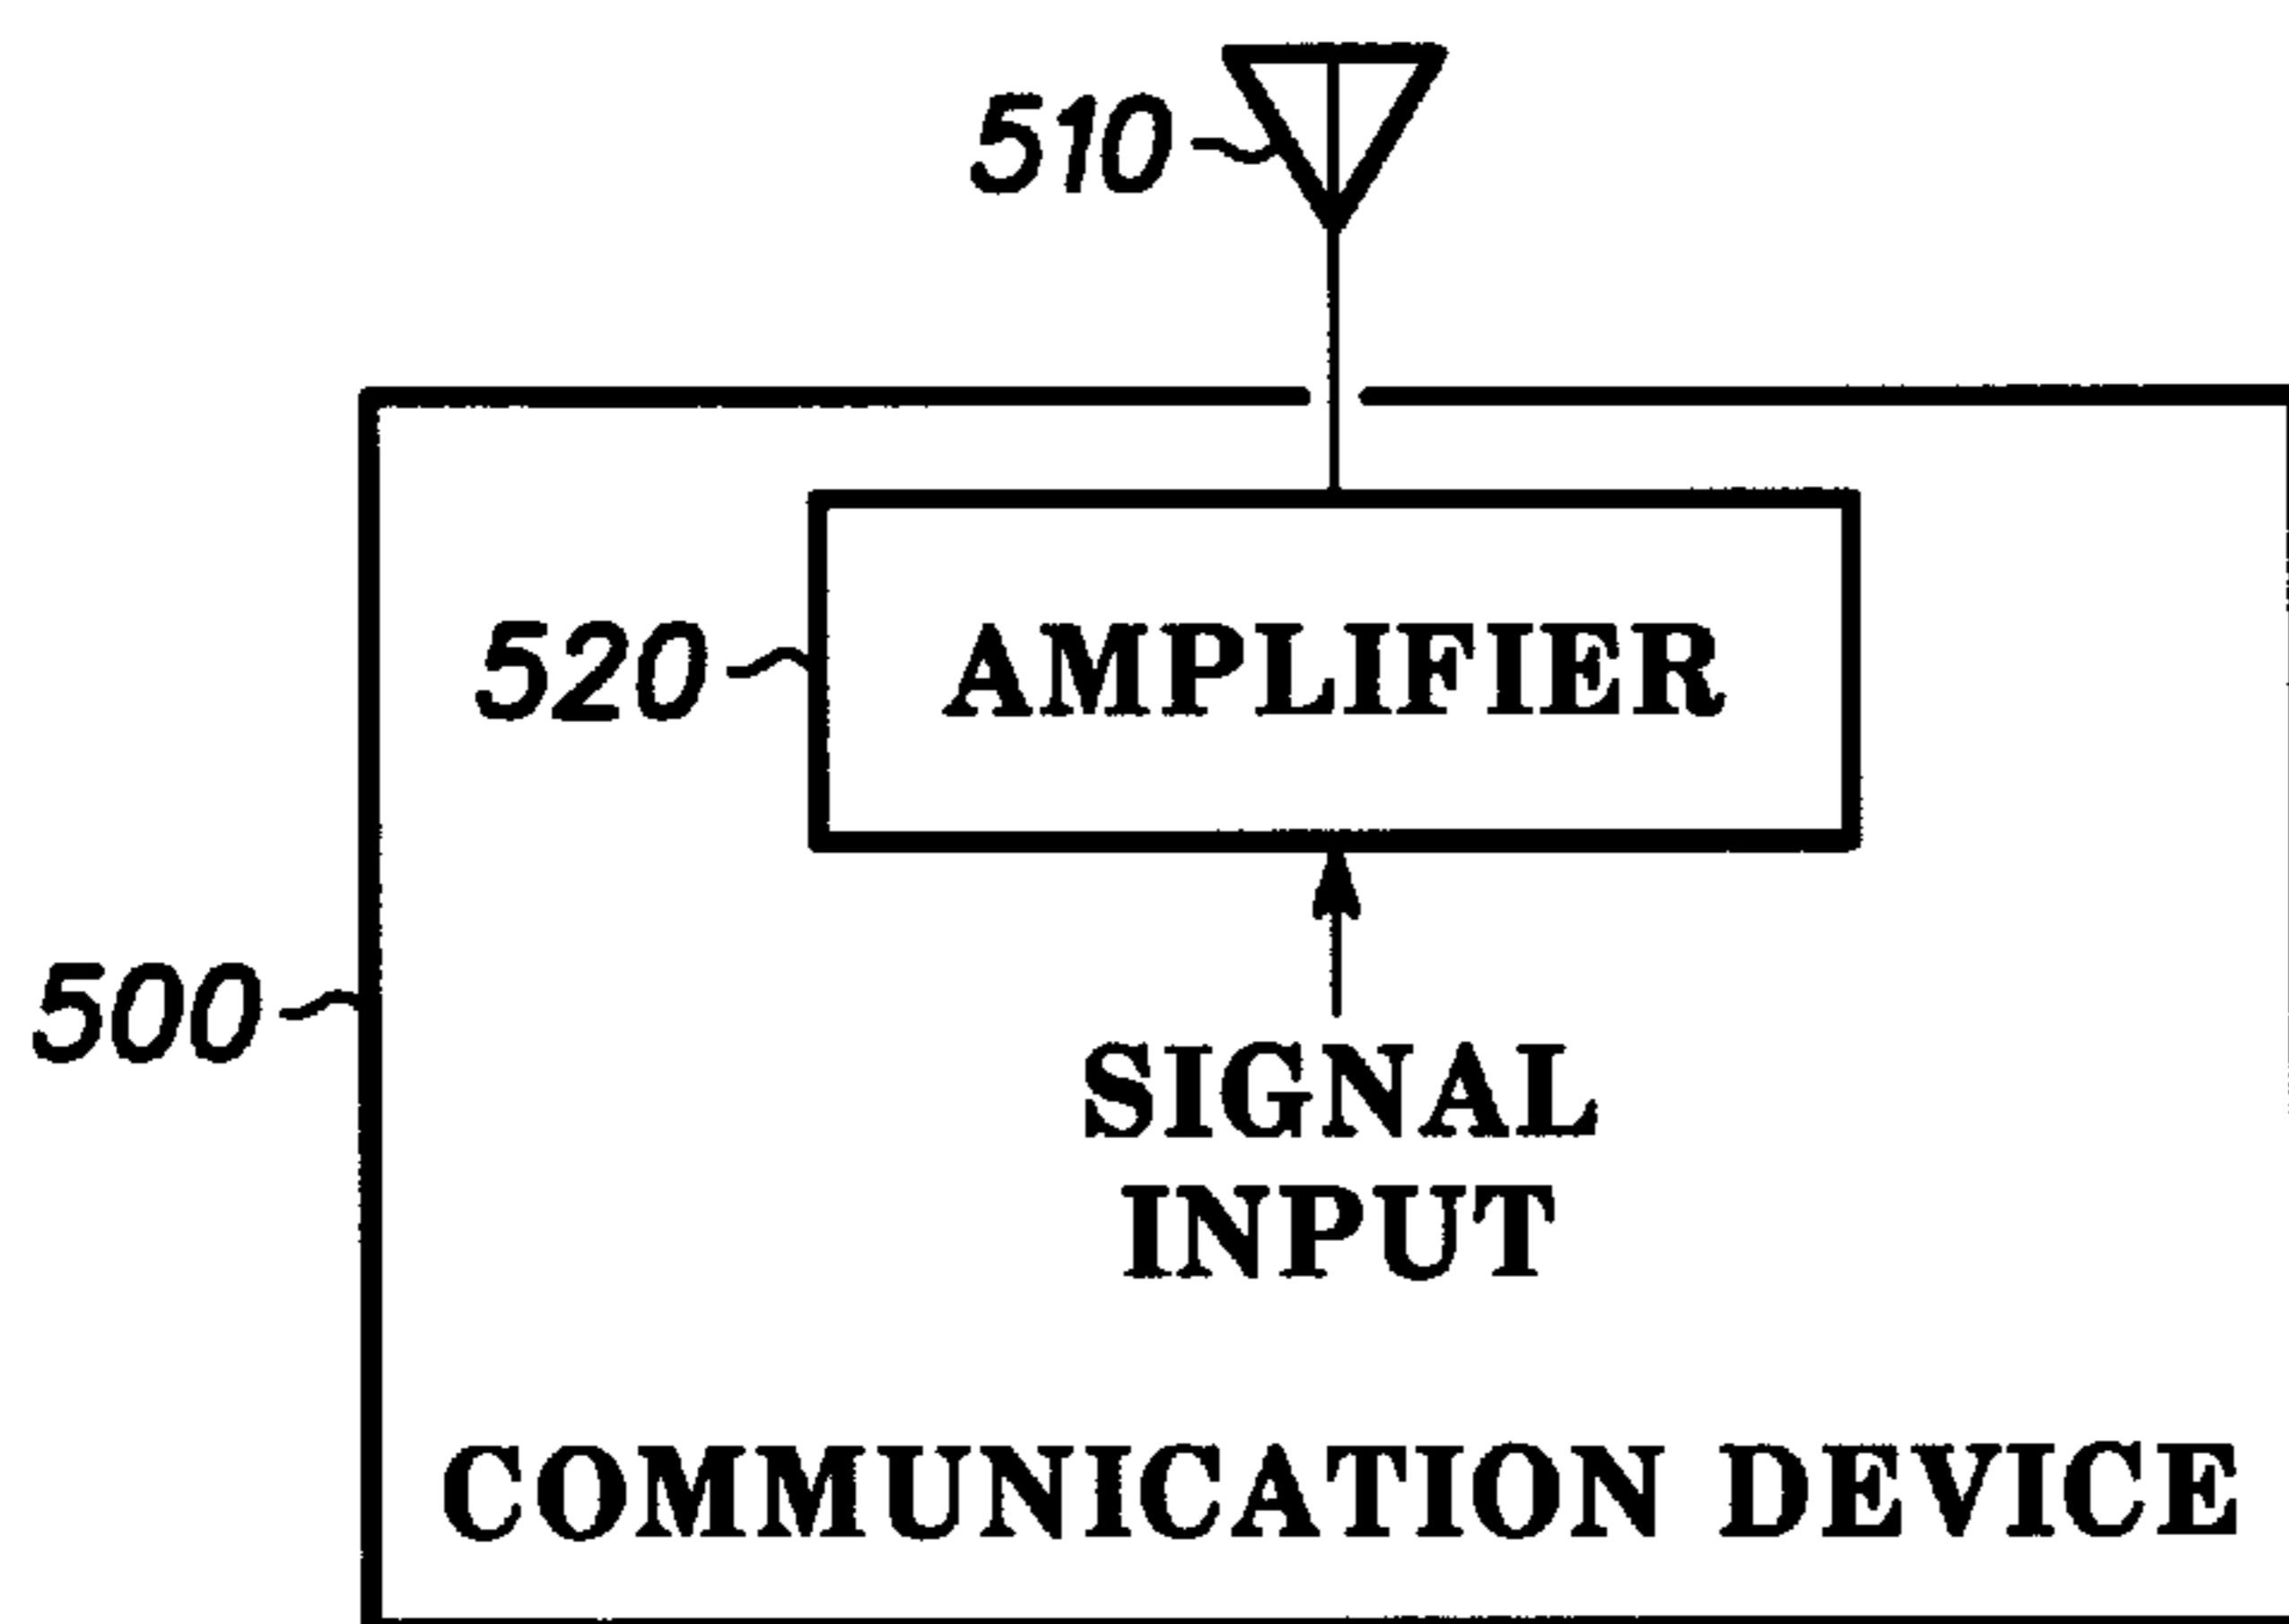 510
520
AMPLIFIER
500
SIGNAL
INPUT
COMMUNICATION DEVICE